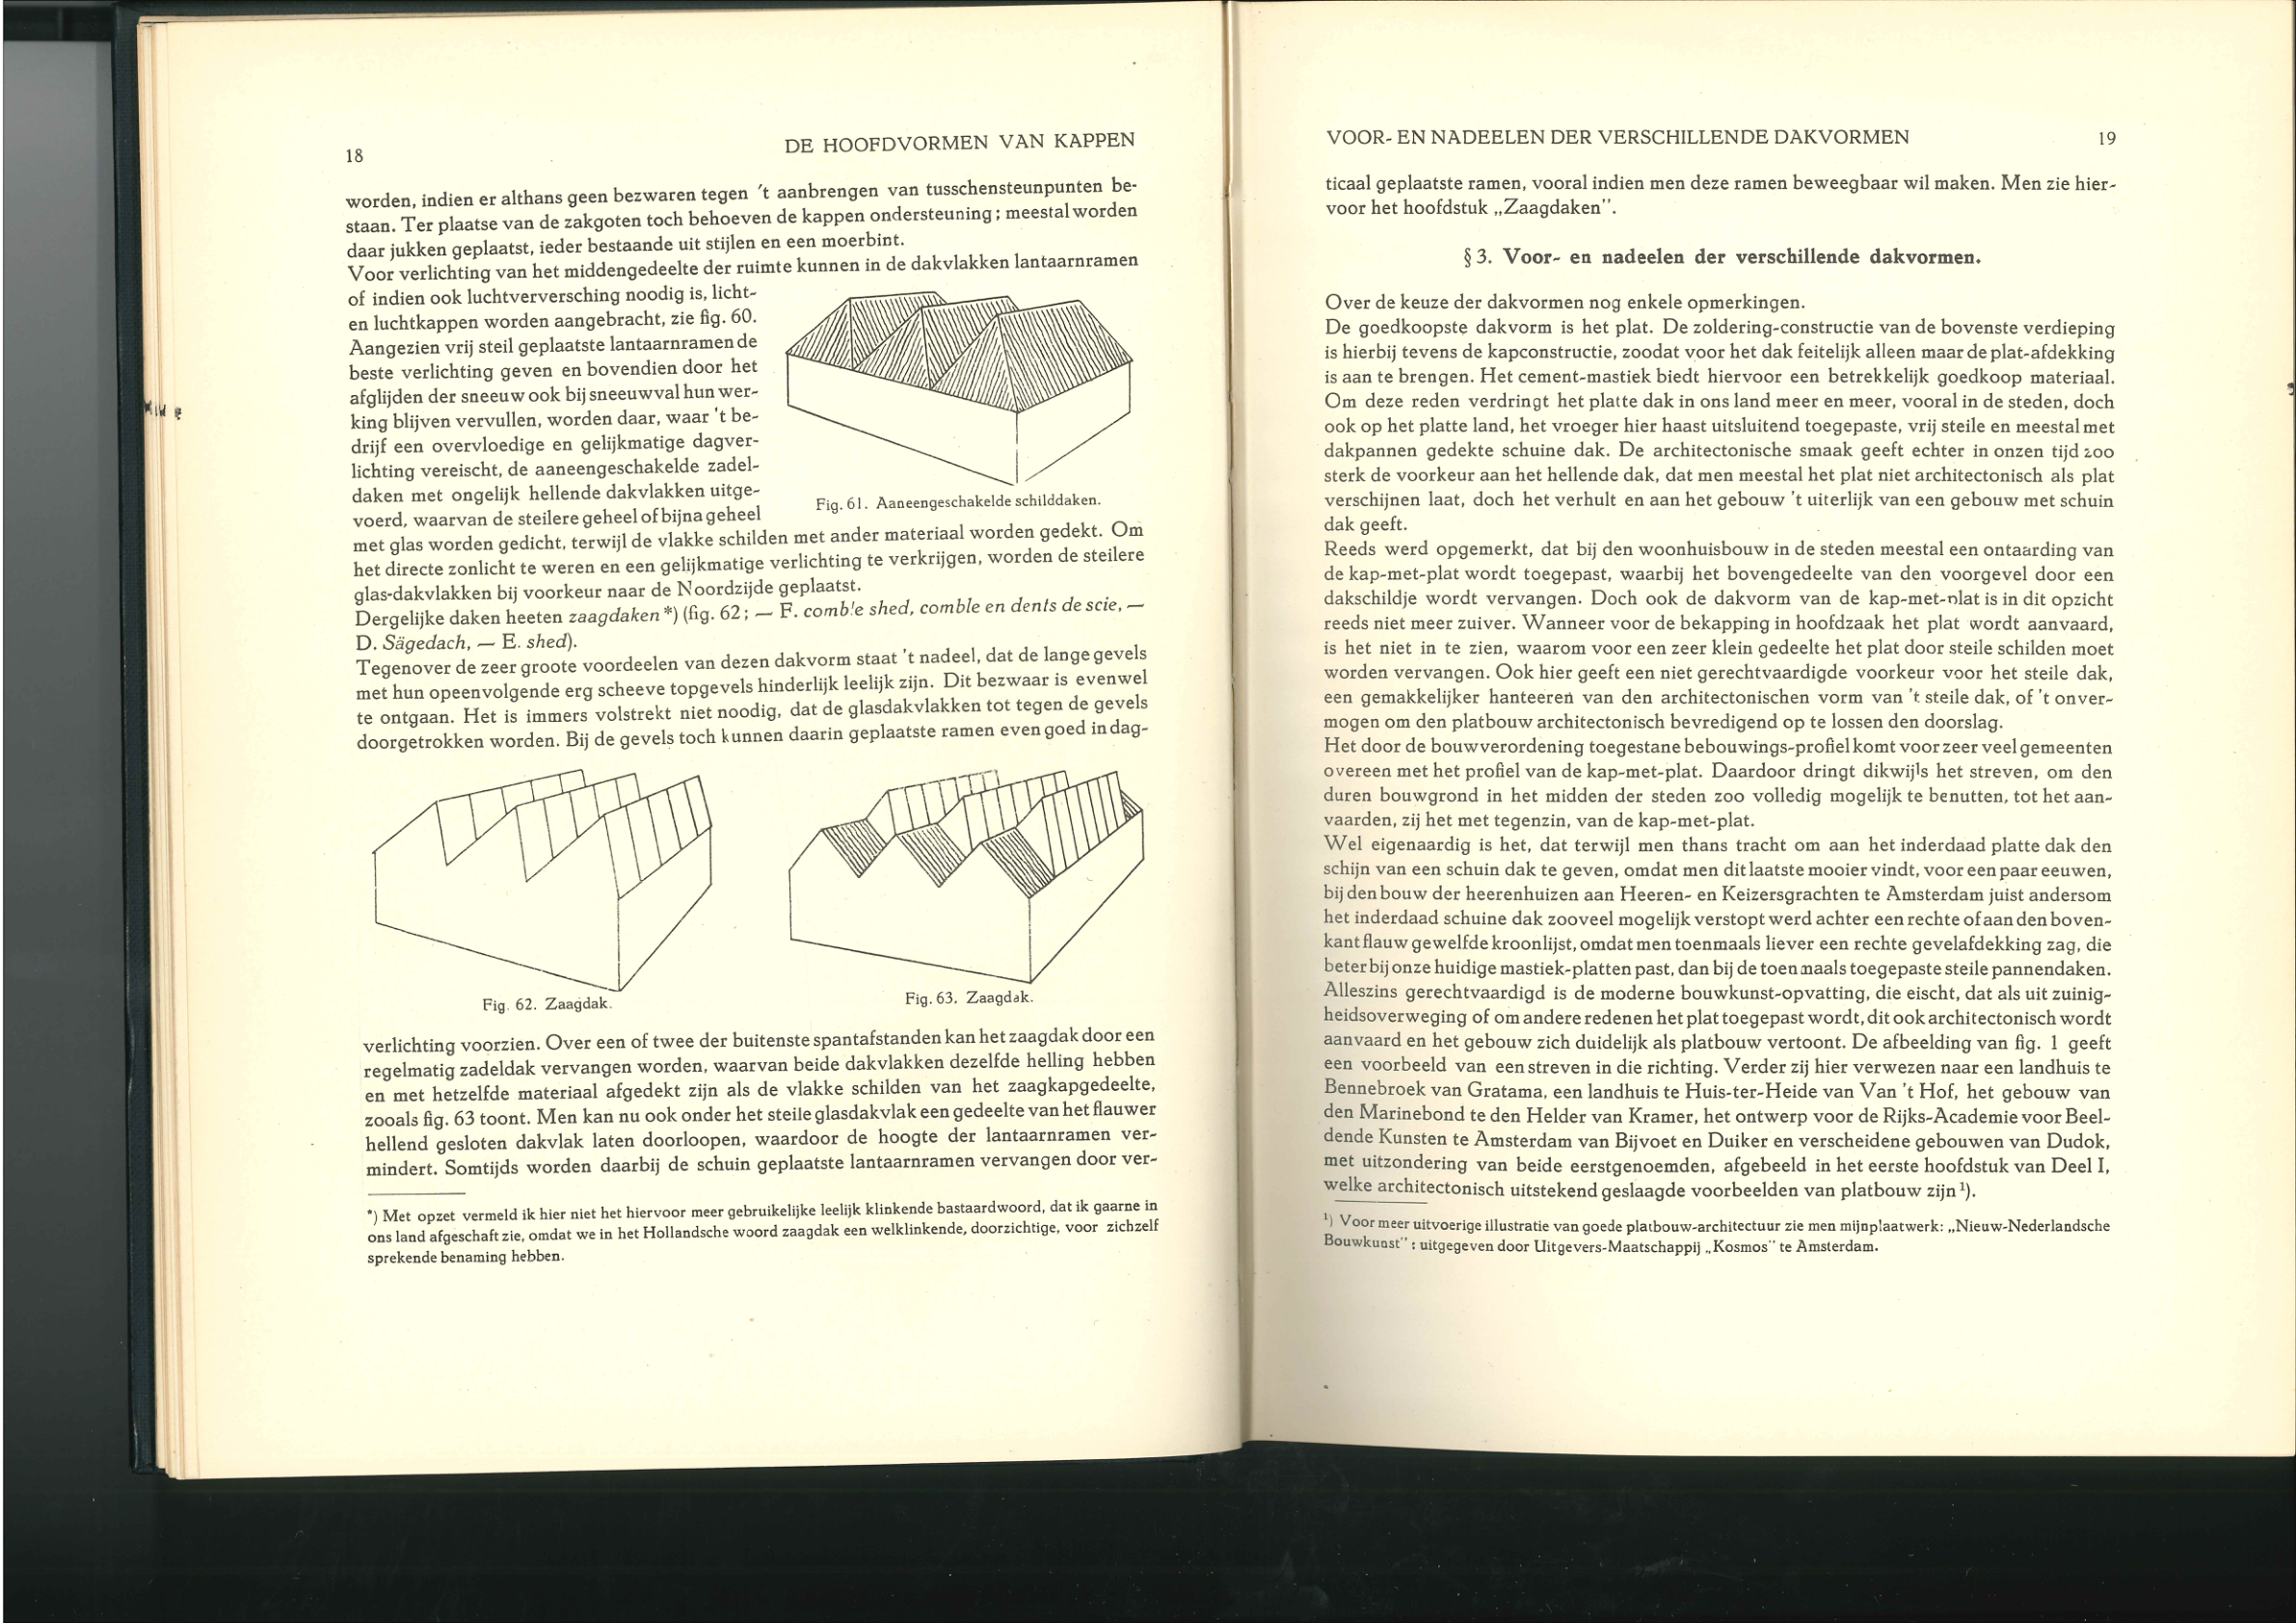 18
DE HOOFDVORMEN VAN KAPPEN
worden, indien er althans geen bezwaren tegen 't aanbrengen van tusschensteunpunten be-
staan. Ter plaatse van de zakgoten toch behoeven de kappen ondersteuning; meestal worden
daar jukken geplaatst, ieder bestaande uit stijlen en een moerbint.
Voor verlichting van het middengedeelte der ruimte kunnen in de dakvlakken lantaarnramen
of indien ook luchtverversching noodig is, licht-
en luchtkappen worden aangebracht, zie fig. 60.
Aangezien vrij steil geplaatste lantaarnramen de
beste verlichting geven en bovendien door het
afglijden der sneeuw ook bij sneeuwval hun wer-
king blijven vervullen, worden daar, waar 't be-
drijf een overvloedige en gelijkmatige dagver-
lichting vereischt, de aaneengeschakelde zadel-
daken met ongelijk hellende dakvlakken uitge-
voerd, waarvan de steilere geheel of bijna geheel
Fig. 61. Aaneengeschakelde schilddaken.
met glas worden gedicht, terwijl de vlakke schilden met ander materiaal worden gedekt. Om
het directe zonlicht te weren en een gelijkmatige verlichting te verkrijgen, worden de steilere
glas-dakvlakken bij voorkeur naar de Noordzijde geplaatst.
Dergelijke daken heeten zaagdaken *) (fig. 62; — F. comble shed, comble en dents de scie, —
D. Sägedach, — E. shed).
Tegenover de zeer groote voordeelen van dezen dakvorm staat 't nadeel, dat de lange gevels
met hun opeenvolgende erg scheeve topgevels hinderlijk leelijk zijn. Dit bezwaar is evenwel
te ontgaan. Het is immers volstrekt niet noodig, dat de glasdakvlakken tot tegen de gevels
doorgetrokken worden. Bij de gevels toch kunnen daarin geplaatste ramen even goed in dag-
Fig. 62. Zaagdak.
Fig. 63. Zaagdak.
verlichting voorzien. Over een of twee der buitenste spantafstanden kan het zaagdak door een
regelmatig zadeldak vervangen worden, waarvan beide dakvlakken dezelfde helling hebben
en met hetzelfde materiaal afgedekt zijn als de vlakke schilden van het zaagkapgedeelte,
zooals fig. 63 toont. Men kan nu ook onder het steile glasdakvlak een gedeelte van het flauwer
hellend gesloten dakvlak laten doorloopen, waardoor de hoogte der lantaarnramen ver-
mindert. Somtijds worden daarbij de schuin geplaatste lantaarnramen vervangen door ver-
*) Met opzet vermeld ik hier niet het hiervoor meer gebruikelijke leelijk klinkende bastaardwoord, dat ik gaarne in
ons land afgeschaft zie, omdat we in het Hollandsche woord zaagdak een welklinkende, doorzichtige, voor zichzelf
sprekende benaming hebben.
VOOR- EN NADEELEN DER VERSCHILLENDE DAKVORMEN
19
ticaal geplaatste ramen, vooral indien men deze ramen beweegbaar wil maken. Men zie hier-
voor het hoofdstuk „Zaagdaken”.
§ 3. Voor- en nadeelen der verschillende dakvormen.
Over de keuze der dakvormen nog enkele opmerkingen.
De goedkoopste dakvorm is het plat. De zoldering-constructie van de bovenste verdieping
is hierbij tevens de kapconstructie, zoodat voor het dak feitelijk alleen maar de plat-afdekking
is aan te brengen. Het cement-mastiek biedt hiervoor een betrekkelijk goedkoop materiaal.
Om deze reden verdringt het platte dak in ons land meer en meer, vooral in de steden, doch
ook op het platte land, het vroeger hier haast uitsluitend toegepaste, vrij steile en meestal met
dakpannen gedekte schuine dak. De architectonische smaak geeft echter in onzen tijd zoo
sterk de voorkeur aan het hellende dak, dat men meestal het plat niet architectonisch als plat
verschijnen laat, doch het verhult en aan het gebouw 't uiterlijk van een gebouw met schuin
dak geeft.
Reeds werd opgemerkt, dat bij den woonhuisbouw in de steden meestal een ontaarding van
de kap-met-plat wordt toegepast, waarbij het bovengedeelte van den voorgevel door een
dakschildje wordt vervangen. Doch ook de dakvorm van de kap-met-plat is in dit opzicht
reeds niet meer zuiver. Wanneer voor de bekapping in hoofdzaak het plat wordt aanvaard,
is het niet in te zien, waarom voor een zeer klein gedeelte het plat door steile schilden moet
worden vervangen. Ook hier geeft een niet gerechtvaardigde voorkeur voor het steile dak,
een gemakkelijker hanteeren van den architectonischen vorm van 't steile dak, of 't onver-
mogen om den platbouw architectonisch bevredigend op te lossen den doorslag.
Het door de bouwverordening toegestane bebouwings-profiel komt voor zeer veel gemeenten
overeen met het profiel van de kap-met-plat. Daardoor dringt dikwijls het streven, om den
duren bouwgrond in het midden der steden zoo volledig mogelijk te benutten, tot het aan-
vaarden, zij het met tegenzin, van de kap-met-plat.
Wel eigenaardig is het, dat terwijl men thans tracht om aan het inderdaad platte dak den
schijn van een schuin dak te geven, omdat men dit laatste mooier vindt, voor een paar eeuwen,
bij den bouw der heerenhuizen aan Heeren- en Keizersgrachten te Amsterdam juist andersom
het inderdaad schuine dak zooveel mogelijk verstopt werd achter een rechte of aan den boven-
kant flauw gewelfde kroonlijst, omdat men toenmaals liever een rechte gevelafdekking zag, die
beter bij onze huidige mastiek-platten past, dan bij de toenmaals toegepaste steile pannendaken.
Alleszins gerechtvaardigd is de moderne bouwkunst-opvatting, die eischt, dat als uit zuinig-
heidsoverweging of om andere redenen het plat toegepast wordt, dit ook architectonisch wordt
aanvaard en het gebouw zich duidelijk als platbouw vertoont. De afbeelding van fig. 1 geeft
een voorbeeld van een streven in die richting. Verder zij hier verwezen naar een landhuis te
Bennebroek van Gratama, een landhuis te Huis-ter-Heide van Van 't Hof, het gebouw van
den Marinebond te den Helder van Kramer, het ontwerp voor de Rijks-Academie voor Beel-
dende Kunsten te Amsterdam van Bijvoet en Duiker en verscheidene gebouwen van Dudok,
met uitzondering van beide eerstgenoemden, afgebeeld in het eerste hoofdstuk van Deel I,
welke architectonisch uitstekend geslaagde voorbeelden van platbouw zijn ¹).
¹) Voor meer uitvoerige illustratie van goede platbouw-architectuur zie men mijn plaatwerk: „Nieuw-Nederlandsche
Bouwkunst” : uitgegeven door Uitgevers-Maatschappij „Kosmos” te Amsterdam.